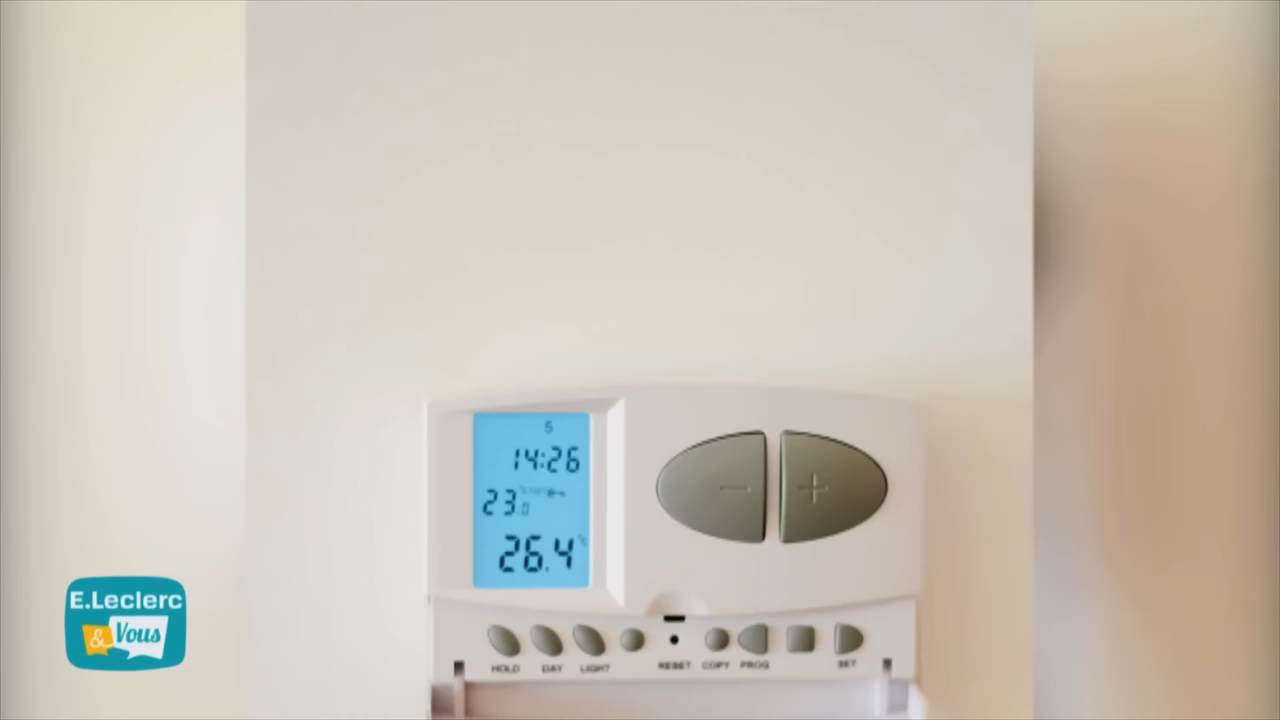 5
14:26
23.0
26.4
HOLD DAY LIGHT RESET COPY PROG SET
E.Leclerc
& Vous